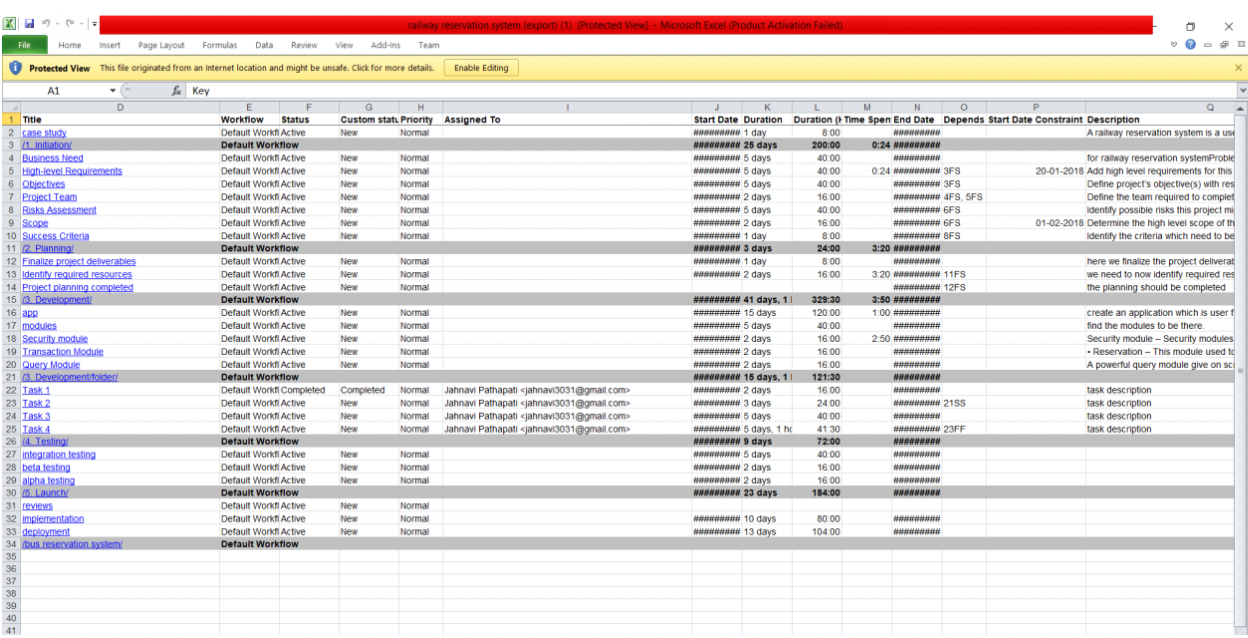 railway reservation system (export) (1) [Protected View] - Microsoft Excel (Product Activation Failed)
File Home Insert Page Layout Formulas Data Review View Add-Ins Team
Protected View This file originated from an Internet location and might be unsafe. Click for more details. Enable Editing
A1 fx Key
D E F G H I J K L M N O P Q
1 Title Workflow Status Custom statu Priority Assigned To Start Date Duration Duration (H Time Spen End Date Depends Start Date Constraint Description
2 case study Default Workfl Active New Normal ######### 1 day 8:00 ######### A railway reservation system is a use
3 /1. Initiation/ Default Workflow ######### 25 days 200:00 0:24 #########
4 Business Need Default Workfl Active New Normal ######### 5 days 40:00 ######### for railway reservation systemProble
5 High-level Requirements Default Workfl Active New Normal ######### 5 days 40:00 0:24 ######### 3FS 20-01-2018 Add high level requirements for this
6 Objectives Default Workfl Active New Normal ######### 5 days 40:00 ######### 3FS Define project's objective(s) with res
7 Project Team Default Workfl Active New Normal ######### 2 days 16:00 ######### 4FS, 5FS Define the team required to complet
8 Risks Assessment Default Workfl Active New Normal ######### 5 days 40:00 ######### 6FS Identify possible risks this project mi
9 Scope Default Workfl Active New Normal ######### 2 days 16:00 ######### 6FS 01-02-2018 Determine the high level scope of th
10 Success Criteria Default Workfl Active New Normal ######### 1 day 8:00 ######### 8FS Identify the criteria which need to be
11 /2. Planning/ Default Workflow ######### 3 days 24:00 3:20 #########
12 Finalize project deliverables Default Workfl Active New Normal ######### 1 day 8:00 ######### here we finalize the project deliverat
13 Identify required resources Default Workfl Active New Normal ######### 2 days 16:00 3:20 ######### 11FS we need to now identify required res
14 Project planning completed Default Workfl Active New Normal ######### 12FS the planning should be completed
15 /3. Development/ Default Workflow ######### 41 days, 1 329:30 3:50 #########
16 app Default Workfl Active New Normal ######### 15 days 120:00 1:00 ######### create an application which is user f
17 modules Default Workfl Active New Normal ######### 5 days 40:00 ######### find the modules to be there.
18 Security module Default Workfl Active New Normal ######### 2 days 16:00 2:50 ######### Security module – Security modules
19 Transaction Module Default Workfl Active New Normal ######### 2 days 16:00 ######### • Reservation – This module used to
20 Query Module Default Workfl Active New Normal ######### 2 days 16:00 ######### A powerful query module give on scr
21 /3. Development/folder/ Default Workflow ######### 15 days, 1 121:30 #########
22 Task 1 Default Workfl Completed Completed Normal Jahnavi Pathapati <jahnavi3031@gmail.com> ######### 2 days 16:00 ######### task description
23 Task 2 Default Workfl Active New Normal Jahnavi Pathapati <jahnavi3031@gmail.com> ######### 3 days 24:00 ######### 21SS task description
24 Task 3 Default Workfl Active New Normal Jahnavi Pathapati <jahnavi3031@gmail.com> ######### 5 days 40:00 ######### task description
25 Task 4 Default Workfl Active New Normal Jahnavi Pathapati <jahnavi3031@gmail.com> ######### 5 days, 1 ho 41:30 ######### 23FF task description
26 /4. Testing/ Default Workflow ######### 9 days 72:00 #########
27 integration testing Default Workfl Active New Normal ######### 5 days 40:00 #########
28 beta testing Default Workfl Active New Normal ######### 2 days 16:00 #########
29 alpha testing Default Workfl Active New Normal ######### 2 days 16:00 #########
30 /5. Launch/ Default Workflow ######### 23 days 184:00 #########
31 reviews Default Workfl Active New Normal
32 implementation Default Workfl Active New Normal ######### 10 days 80:00 #########
33 deployment Default Workfl Active New Normal ######### 13 days 104:00 #########
34 /bus reservation system/ Default Workflow
35
36
37
38
39
40
41